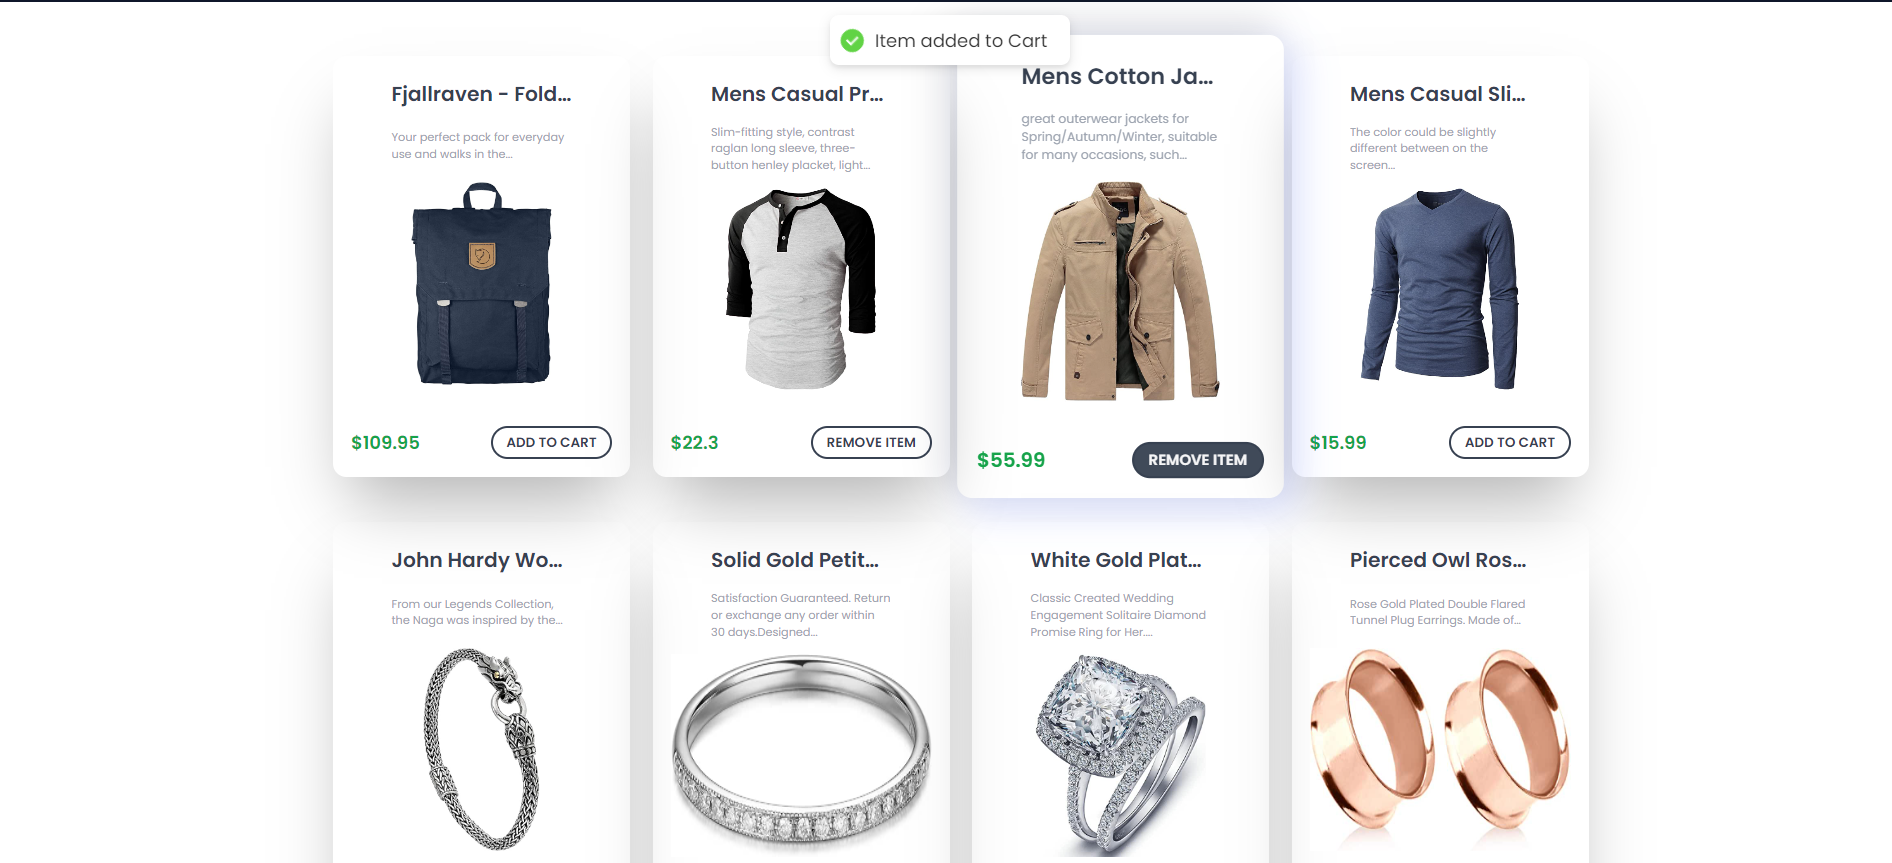 Item added to Cart
Fjallraven - Fold...
Your perfect pack for everyday
use and walks in the...
$109.95
ADD TO CART
Mens Casual Pr...
Slim-fitting style, contrast
raglan long sleeve, three-
button henley placket, light...
$22.3
REMOVE ITEM
Mens Cotton Ja...
great outerwear jackets for
Spring/Autumn/Winter, suitable
for many occasions, such...
$55.99
REMOVE ITEM
Mens Casual Sli...
The color could be slightly
different between on the
screen...
$15.99
ADD TO CART
John Hardy Wo...
From our Legends Collection,
the Naga was inspired by the...
Solid Gold Petit...
Satisfaction Guaranteed. Return
or exchange any order within
30 days.Designed...
White Gold Plat...
Classic Created Wedding
Engagement Solitaire Diamond
Promise Ring for Her....
Pierced Owl Ros...
Rose Gold Plated Double Flared
Tunnel Plug Earrings. Made of...